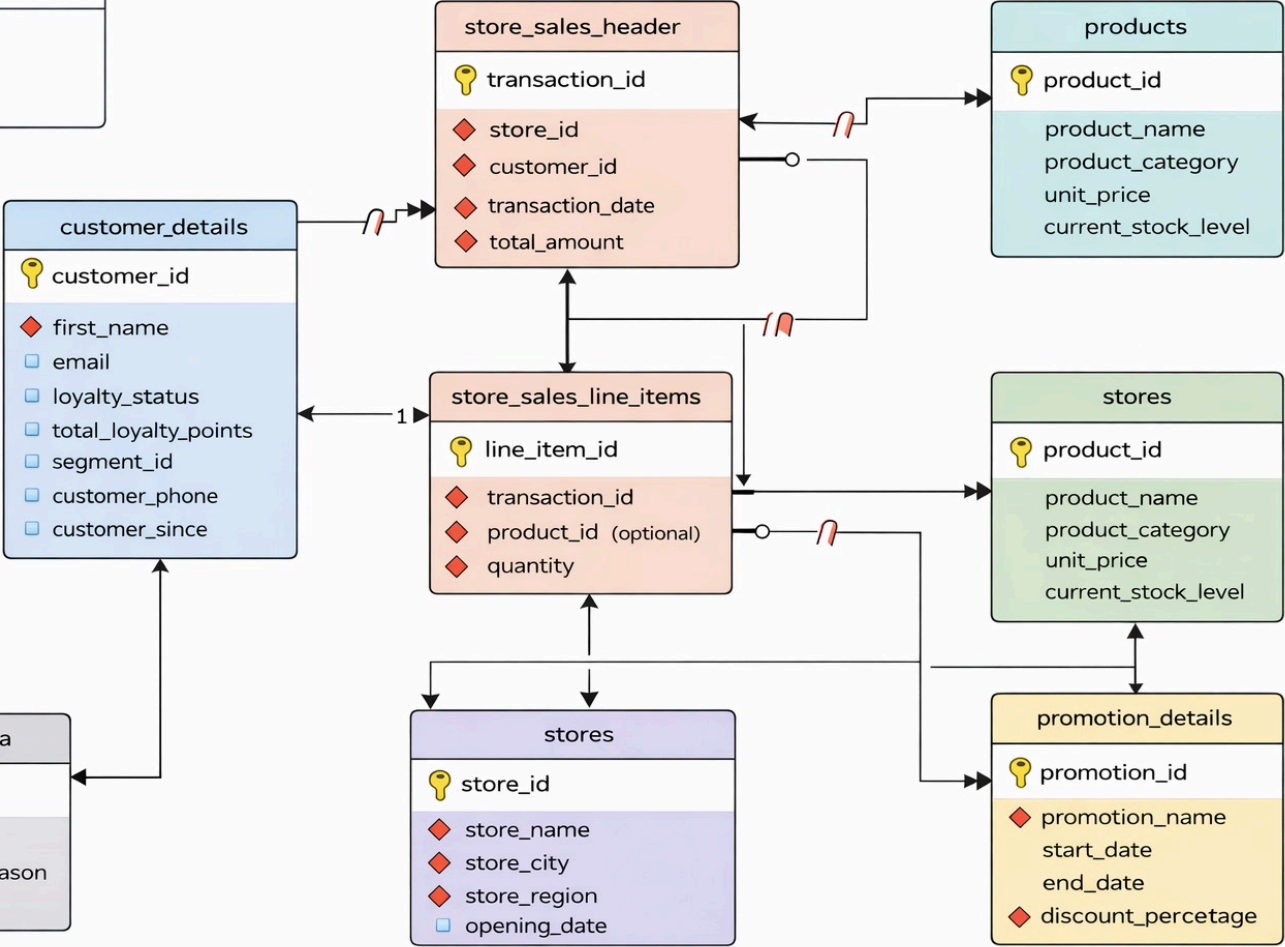 store_sales_header
transaction_id
store_id
customer_id
transaction_date
total_amount
products
product_id
product_name
product_category
unit_price
current_stock_level
customer_details
customer_id
first_name
email
loyalty_status
total_loyalty_points
segment_id
customer_phone
customer_since
1
store_sales_line_items
line_item_id
transaction_id
product_id (optional)
quantity
stores
product_id
product_name
product_category
unit_price
current_stock_level
a
ason
stores
store_id
store_name
store_city
store_region
opening_date
promotion_details
promotion_id
promotion_name
start_date
end_date
discount_percetage